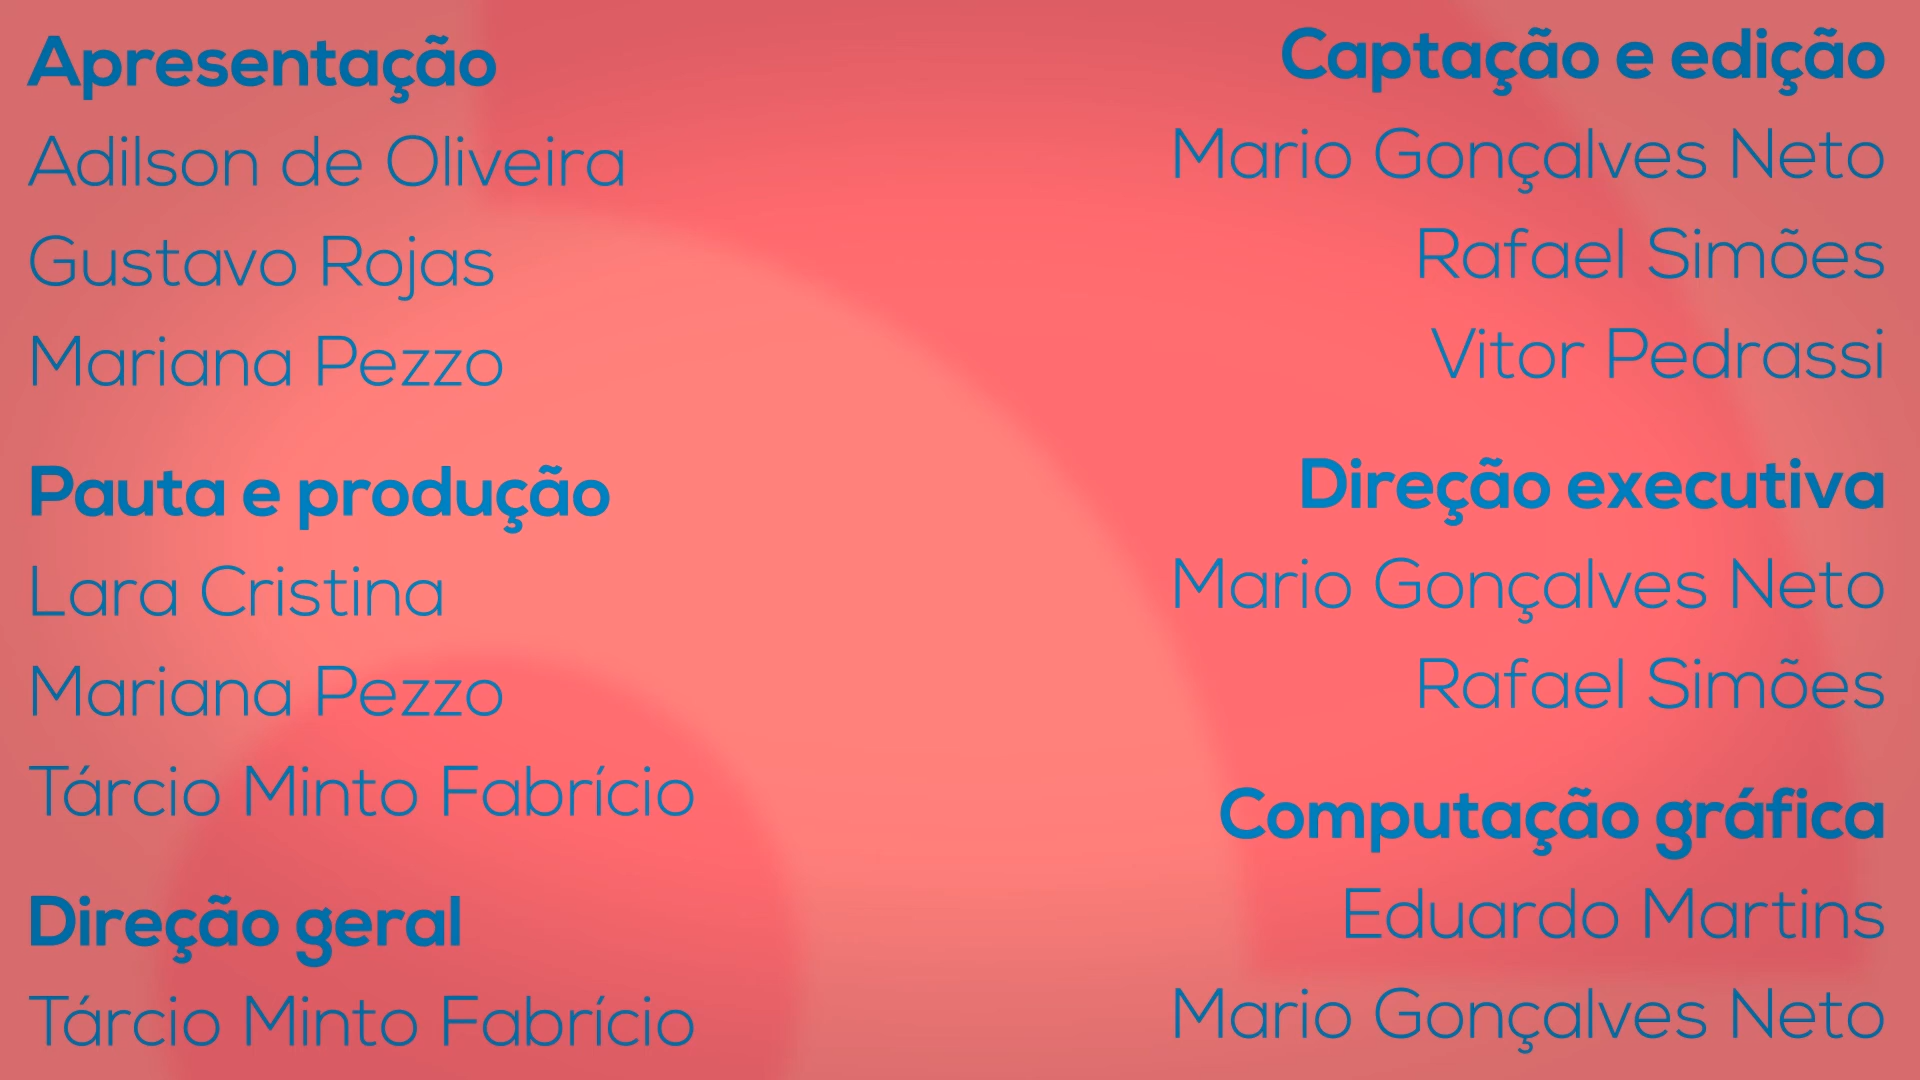 Apresentação
Adilson de Oliveira
Gustavo Rojas
Mariana Pezzo
Pauta e produção
Lara Cristina
Mariana Pezzo
Tárcio Minto Fabrício
Direção geral
Tárcio Minto Fabrício
Captação e edição
Mario Gonçalves Neto
Rafael Simões
Vitor Pedrassi
Direção executiva
Mario Gonçalves Neto
Rafael Simões
Computação gráfica
Eduardo Martins
Mario Gonçalves Neto